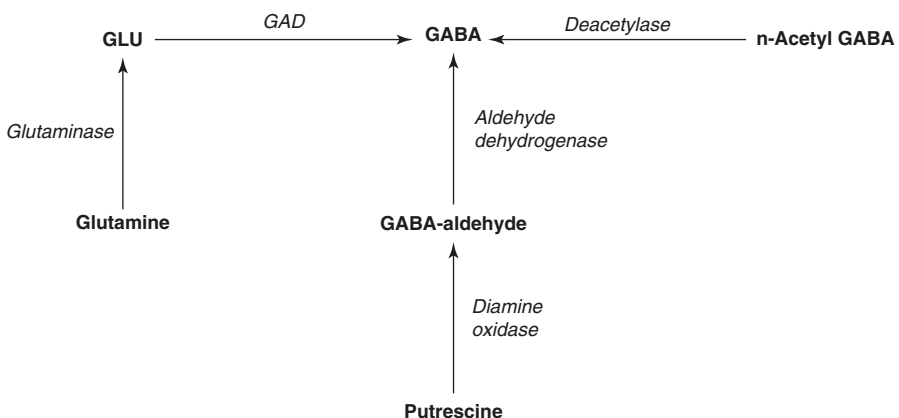 GAD
Deacetylase
GLU
GABA
n-Acetyl GABA
Glutaminase
Aldehyde
dehydrogenase
Glutamine
GABA-aldehyde
Diamine
oxidase
Putrescine